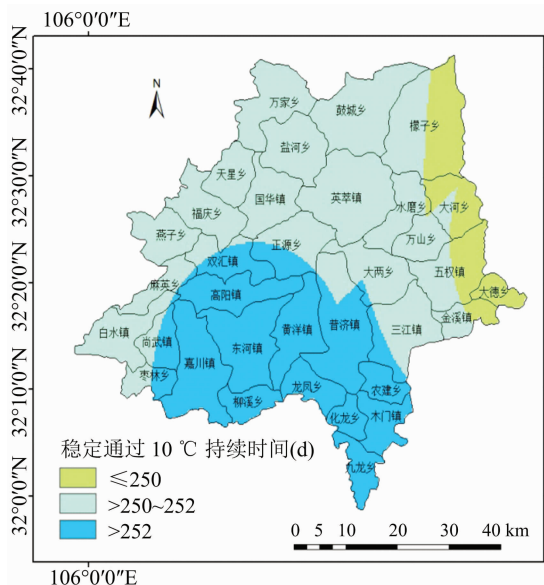 106°0′0″E
32°40′0″N
32°30′0″N
32°20′0″N
32°10′0″N
32°0′0″N
N
万家乡
鼓城乡
檬子乡
盐河乡
天星乡
国华镇
英萃镇
水磨乡
大河乡
福庆乡
燕子乡
正源乡
万山乡
双汇镇
麻英乡
大两乡
五权镇
大德乡
高阳镇
金溪镇
白水镇
尚武镇
嘉川镇
东河镇
黄洋镇
普济镇
三江镇
枣林乡
柳溪乡
龙凤乡
农建乡
化龙乡
木门镇
九龙乡
稳定通过 10 ℃ 持续时间(d)
≤250
>250~252
>252
0 5 10 20 30 40 km
106°0′0″E